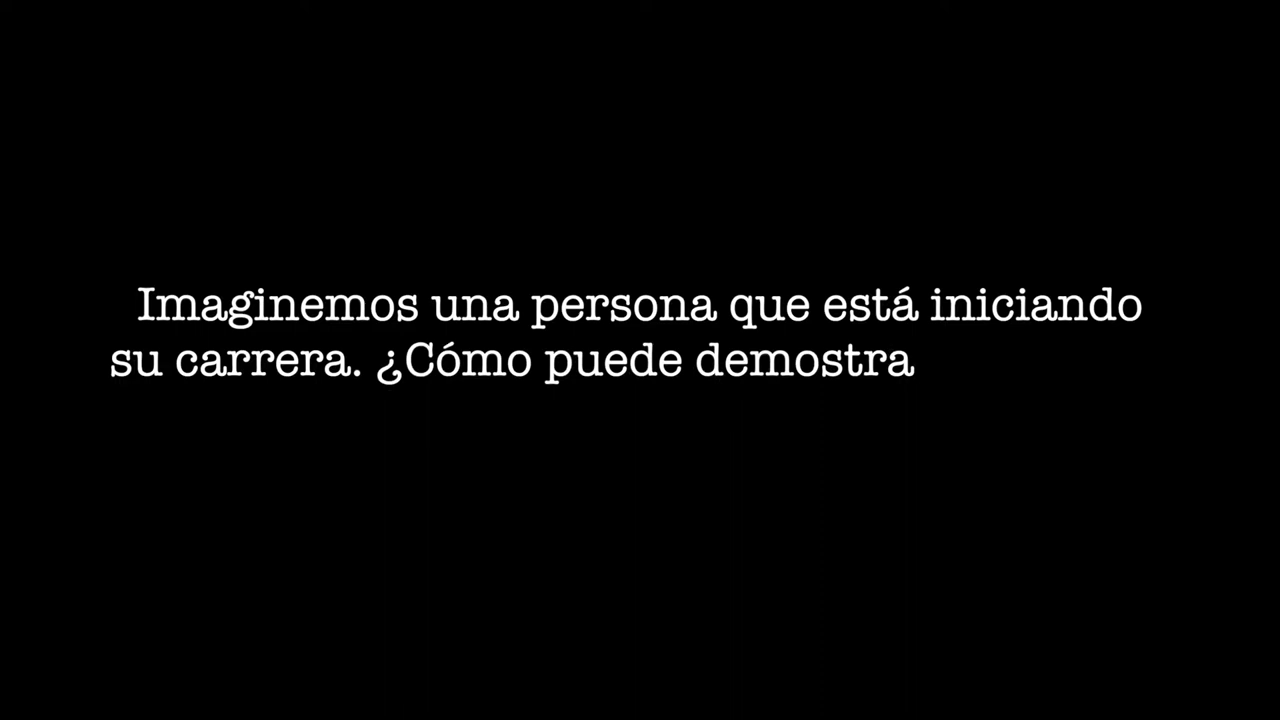 Imaginemos una persona que está iniciando
su carrera. ¿Cómo puede demostra